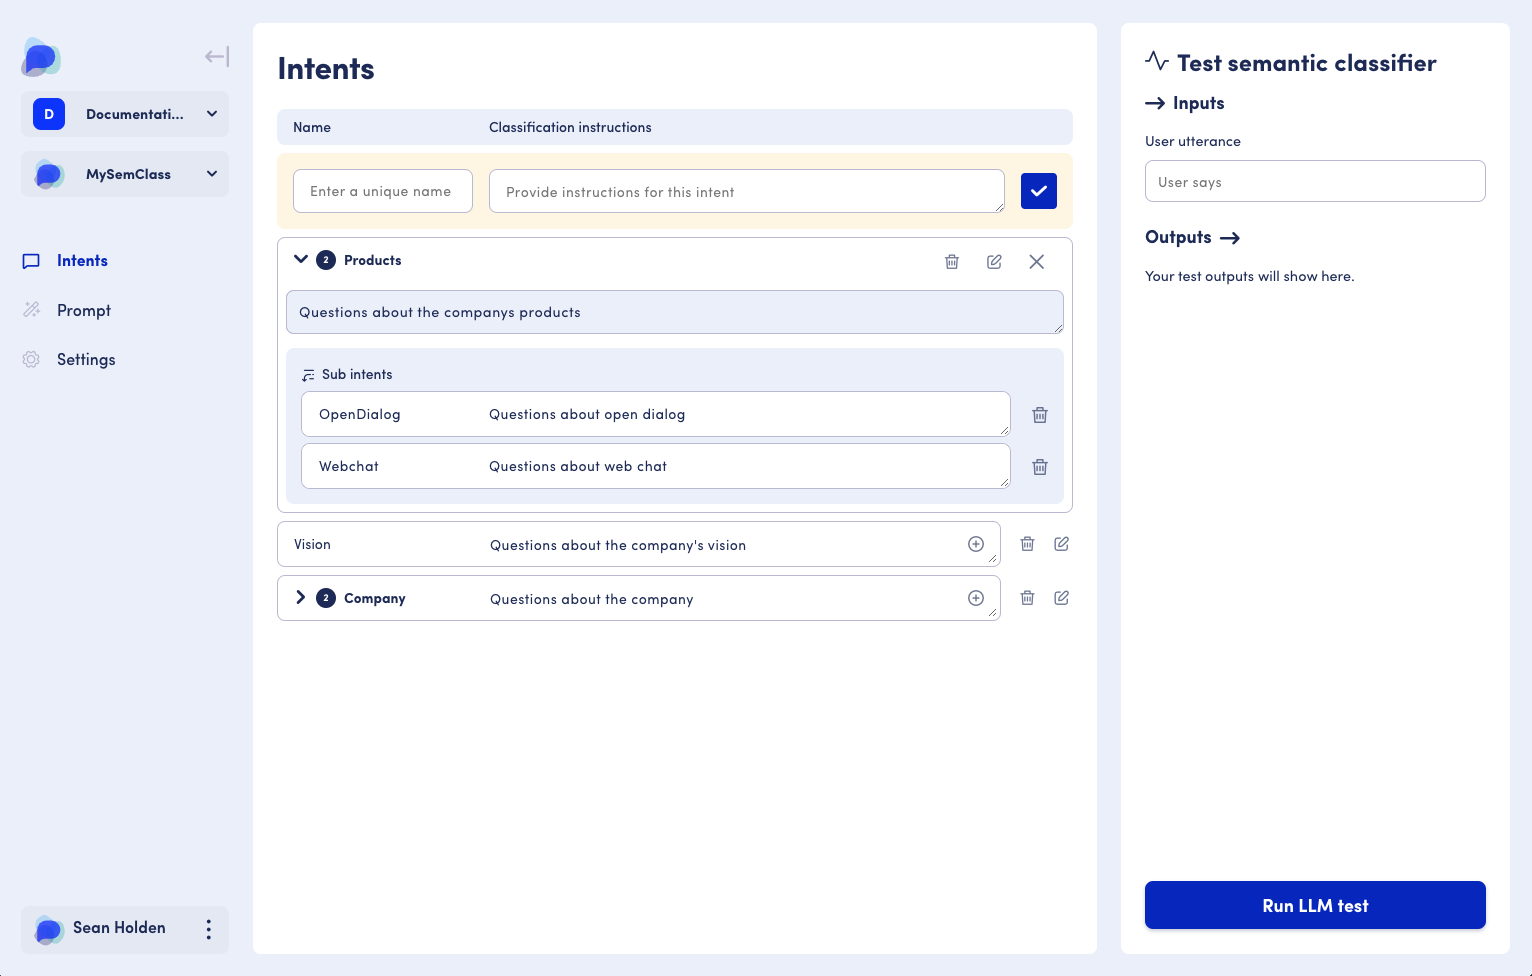 D Documentati...
MySemClass
Intents
Prompt
Settings
Sean Holden
Intents
Name Classification instructions
Enter a unique name Provide instructions for this intent
2 Products
Questions about the companys products
Sub intents
OpenDialog Questions about open dialog
Webchat Questions about web chat
Vision Questions about the company's vision
2 Company Questions about the company
Test semantic classifier
Inputs
User utterance
User says
Outputs
Your test outputs will show here.
Run LLM test